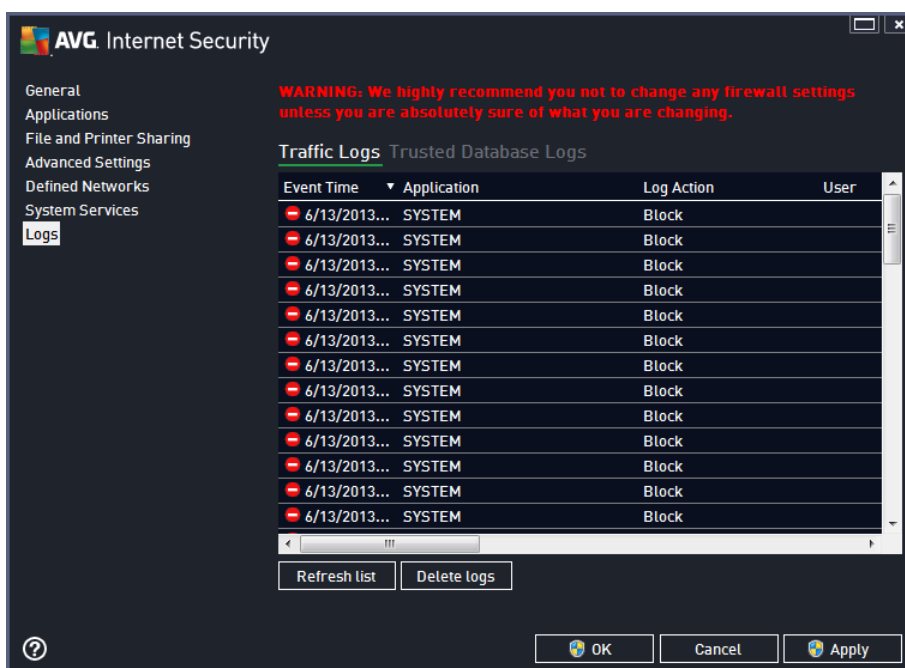 AVG. Internet Security
General
Applications
File and Printer Sharing
Advanced Settings
Defined Networks
System Services
Logs
WARNING: We highly recommend you not to change any firewall settings
unless you are absolutely sure of what you are changing.
Traffic Logs Trusted Database Logs
Event Time Application Log Action User
6/13/2013... SYSTEM Block
6/13/2013... SYSTEM Block
6/13/2013... SYSTEM Block
6/13/2013... SYSTEM Block
6/13/2013... SYSTEM Block
6/13/2013... SYSTEM Block
6/13/2013... SYSTEM Block
6/13/2013... SYSTEM Block
6/13/2013... SYSTEM Block
6/13/2013... SYSTEM Block
6/13/2013... SYSTEM Block
6/13/2013... SYSTEM Block
6/13/2013... SYSTEM Block
Refresh list Delete logs
? OK Cancel Apply